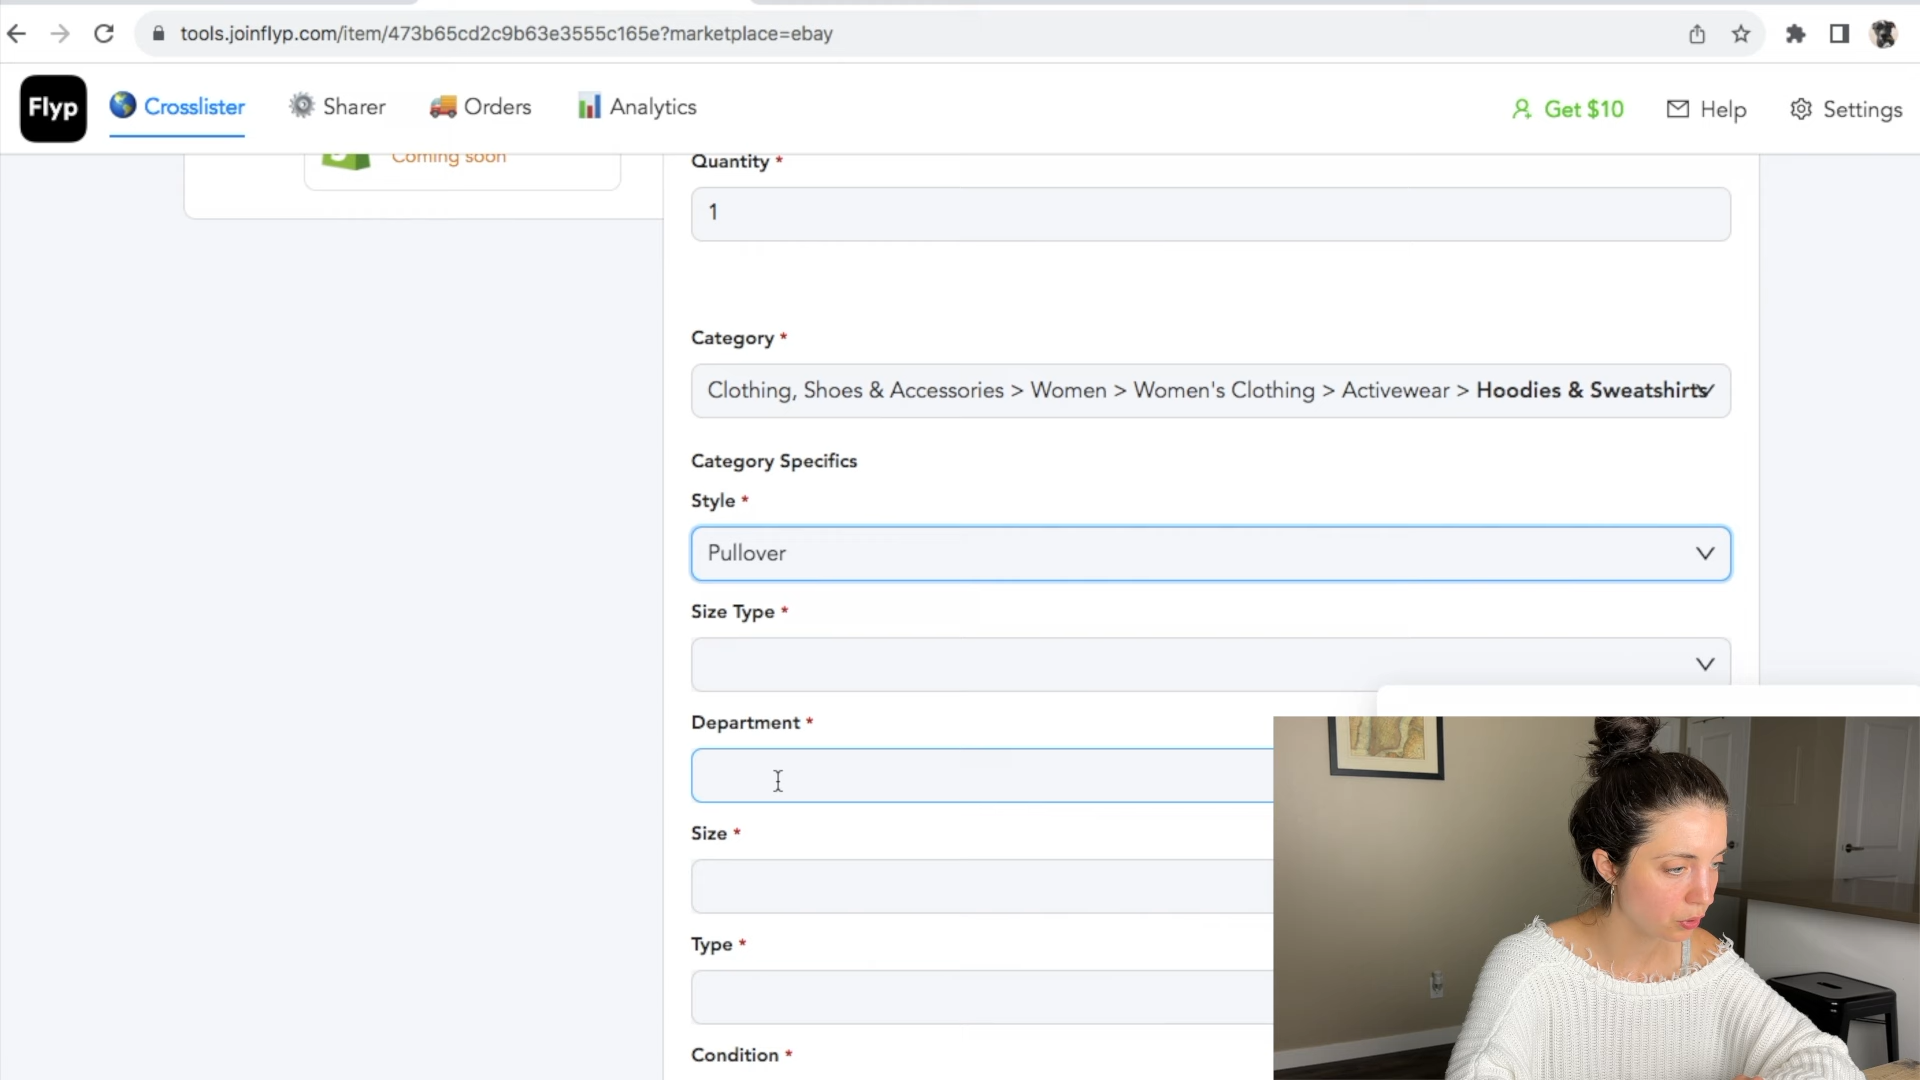 tools.joinflyp.com/item/473b65cd2c9b63e3555c165e?marketplace=ebay
Flyp Crosslister Sharer Orders Analytics Get $10 Help Settings
Coming soon
Quantity *
1
Category *
Clothing, Shoes & Accessories > Women > Women's Clothing > Activewear > Hoodies & Sweatshirts
Category Specifics
Style *
Pullover
Size Type *
Department *
Size *
Type *
Condition *